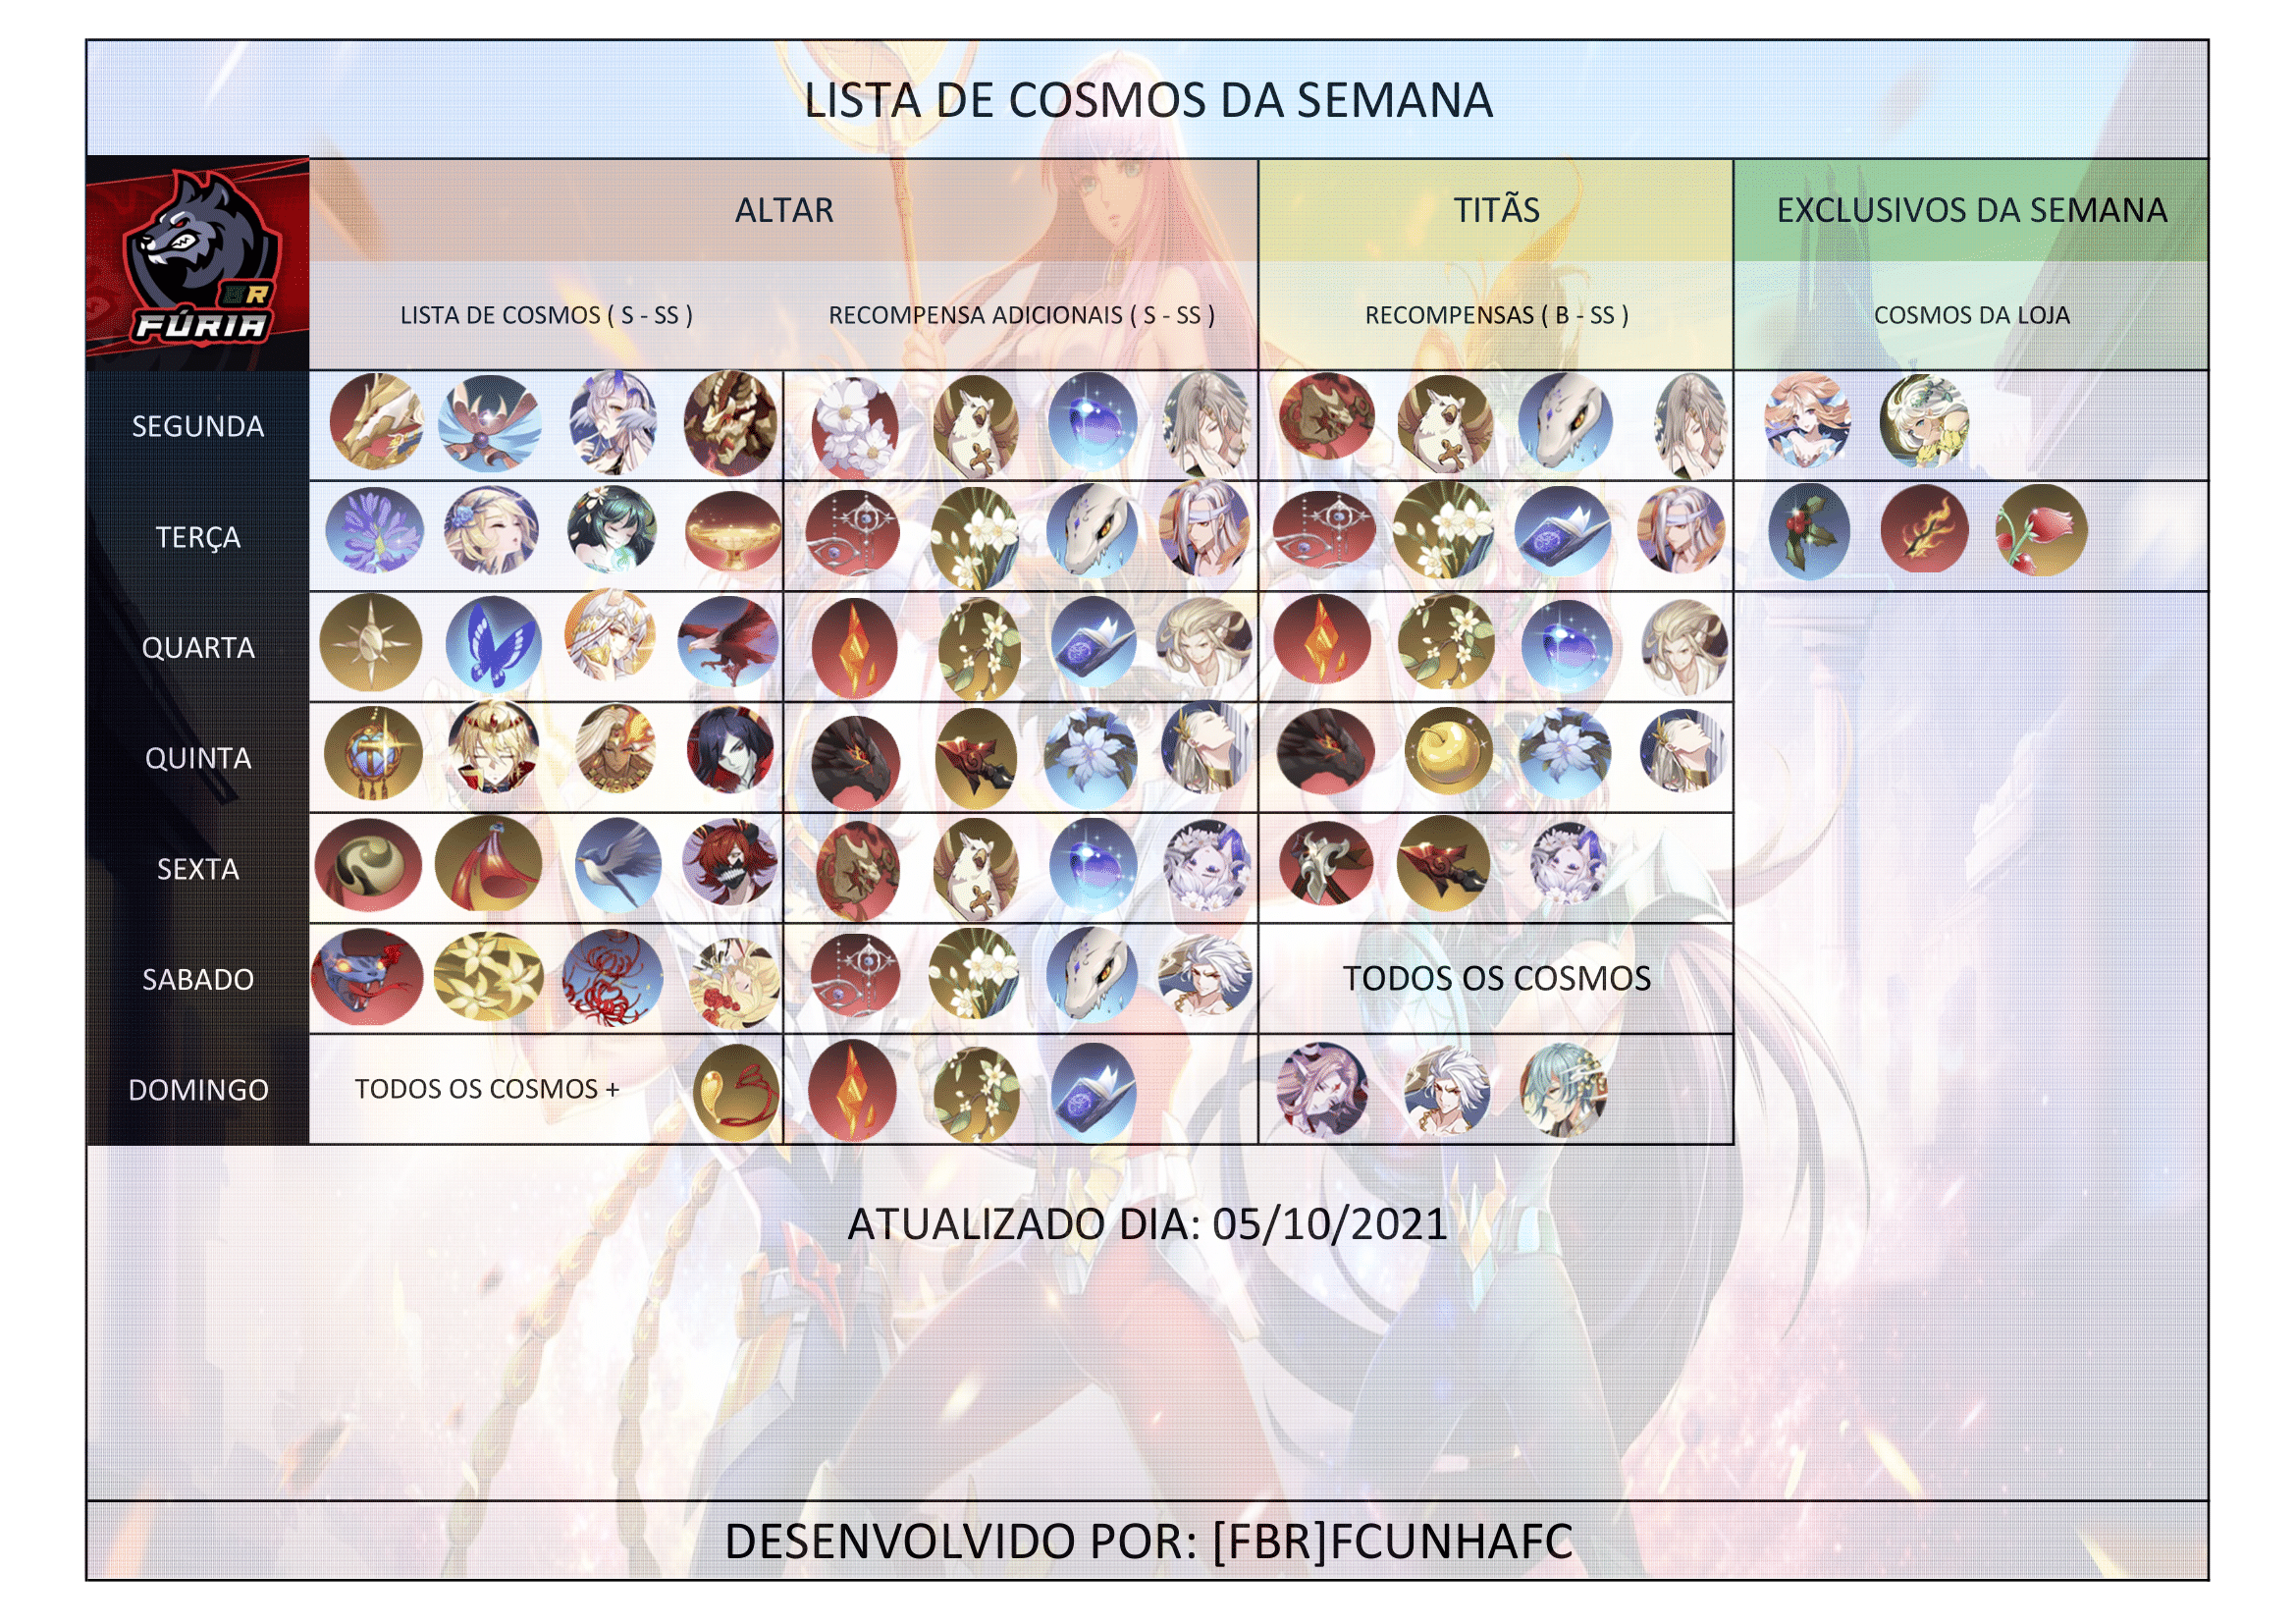 LISTA DE COSMOS DA SEMANA
BR
FÚRIA
ALTAR
TITÃS
EXCLUSIVOS DA SEMANA
LISTA DE COSMOS ( S - SS )
RECOMPENSA ADICIONAIS ( S - SS )
RECOMPENSAS ( B - SS )
COSMOS DA LOJA
SEGUNDA
TERÇA
QUARTA
QUINTA
SEXTA
SABADO
TODOS OS COSMOS
DOMINGO
TODOS OS COSMOS +
ATUALIZADO DIA: 05/10/2021
DESENVOLVIDO POR: [FBR]FCUNHAFC